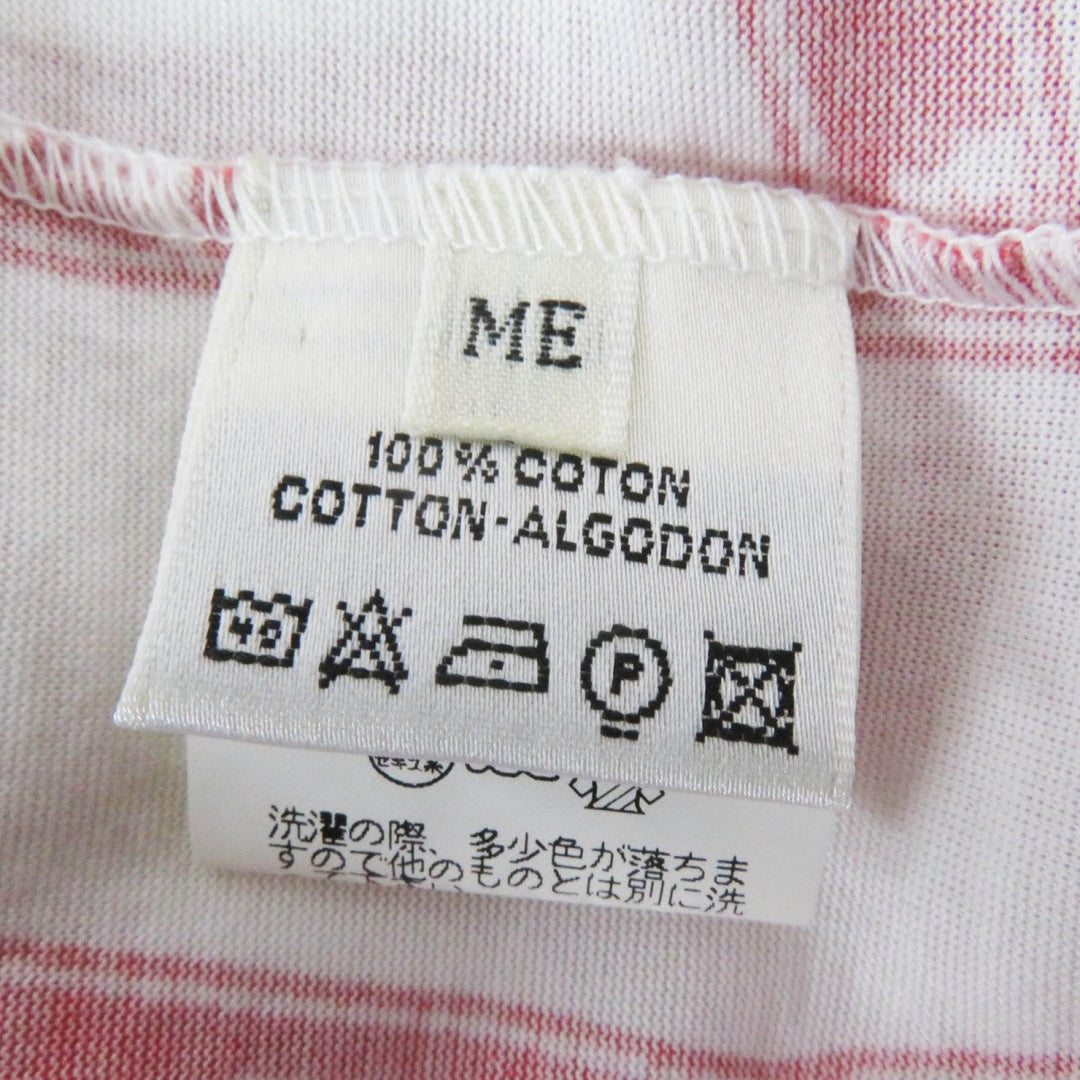 ME
100% COTON
COTTON-ALGODON
40
P
洗濯の際、多少色が落ちま
すので他のものとは別に洗